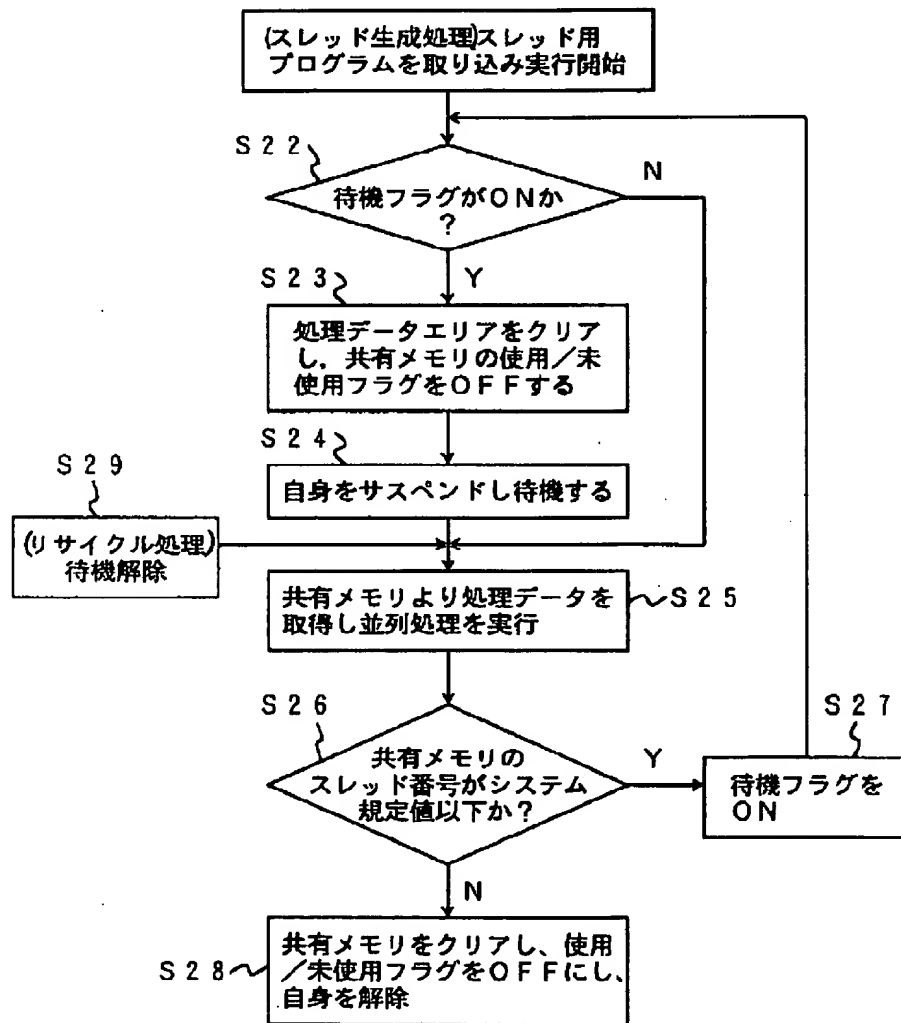 (スレッド生成処理)スレッド用
プログラムを取り込み実行開始
S22
待機フラグがONか
?
N
Y
S23
処理データエリアをクリア
し，共有メモリの使用／未
使用フラグをOFFする
S24
自身をサスペンドし待機する
S29
(リサイクル処理)
待機解除
共有メモリより処理データを
取得し並列処理を実行
S25
S26
共有メモリの
スレッド番号がシステム
規定値以下か？
Y
S27
待機フラグを
ON
N
S28
共有メモリをクリアし、使用
／未使用フラグをOFFにし、
自身を解除